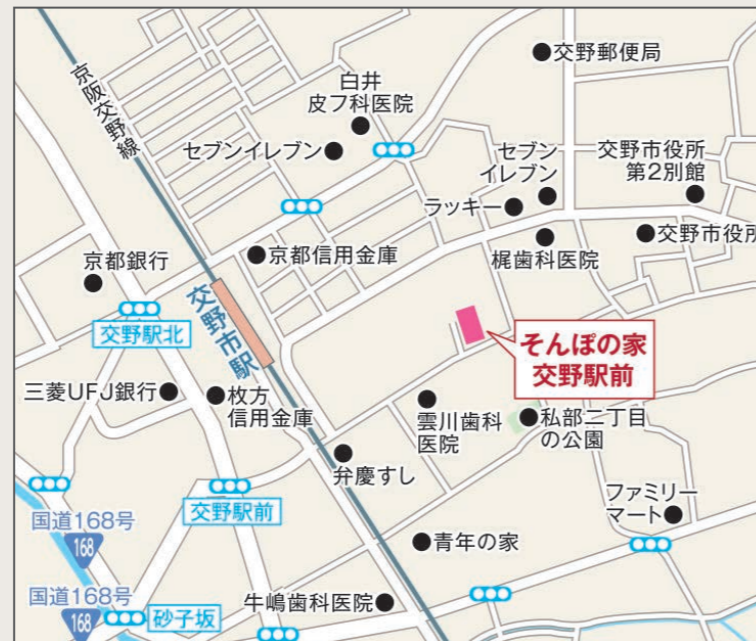 交野郵便局
白井
皮フ科医院
京阪交野線
セブンイレブン
セブン
イレブン
交野市役所
第2別館
ラッキー
交野市役所
梶歯科医院
京都信用金庫
京都銀行
交野市駅
交野駅北
そんぽの家
交野駅前
三菱UFJ銀行
枚方
信用金庫
雲川歯科
医院
私部二丁目
の公園
弁慶すし
交野駅前
ファミリー
マート
国道168号
168
青年の家
国道168号
168
砂子坂
牛嶋歯科医院